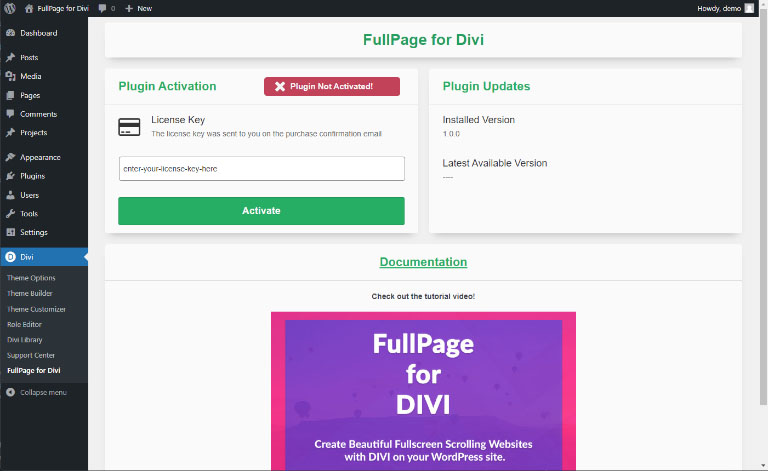 FullPage for Divi
0
New
Howdy, demo
Dashboard
Posts
Media
Pages
Comments
Projects
Appearance
Plugins
Users
Tools
Settings
Divi
Theme Options
Theme Builder
Theme Customizer
Role Editor
Divi Library
Support Center
FullPage for Divi
Collapse menu
FullPage for Divi
Plugin Activation
Plugin Not Activated!
License Key
The license key was sent to you on the purchase confirmation email
enter-your-license-key-here
Activate
Plugin Updates
Installed Version
1.0.0
Latest Available Version
----
Documentation
Check out the tutorial video!
FullPage
for
DIVI
Create Beautiful Fullscreen Scrolling Websites
with DIVI on your WordPress site.